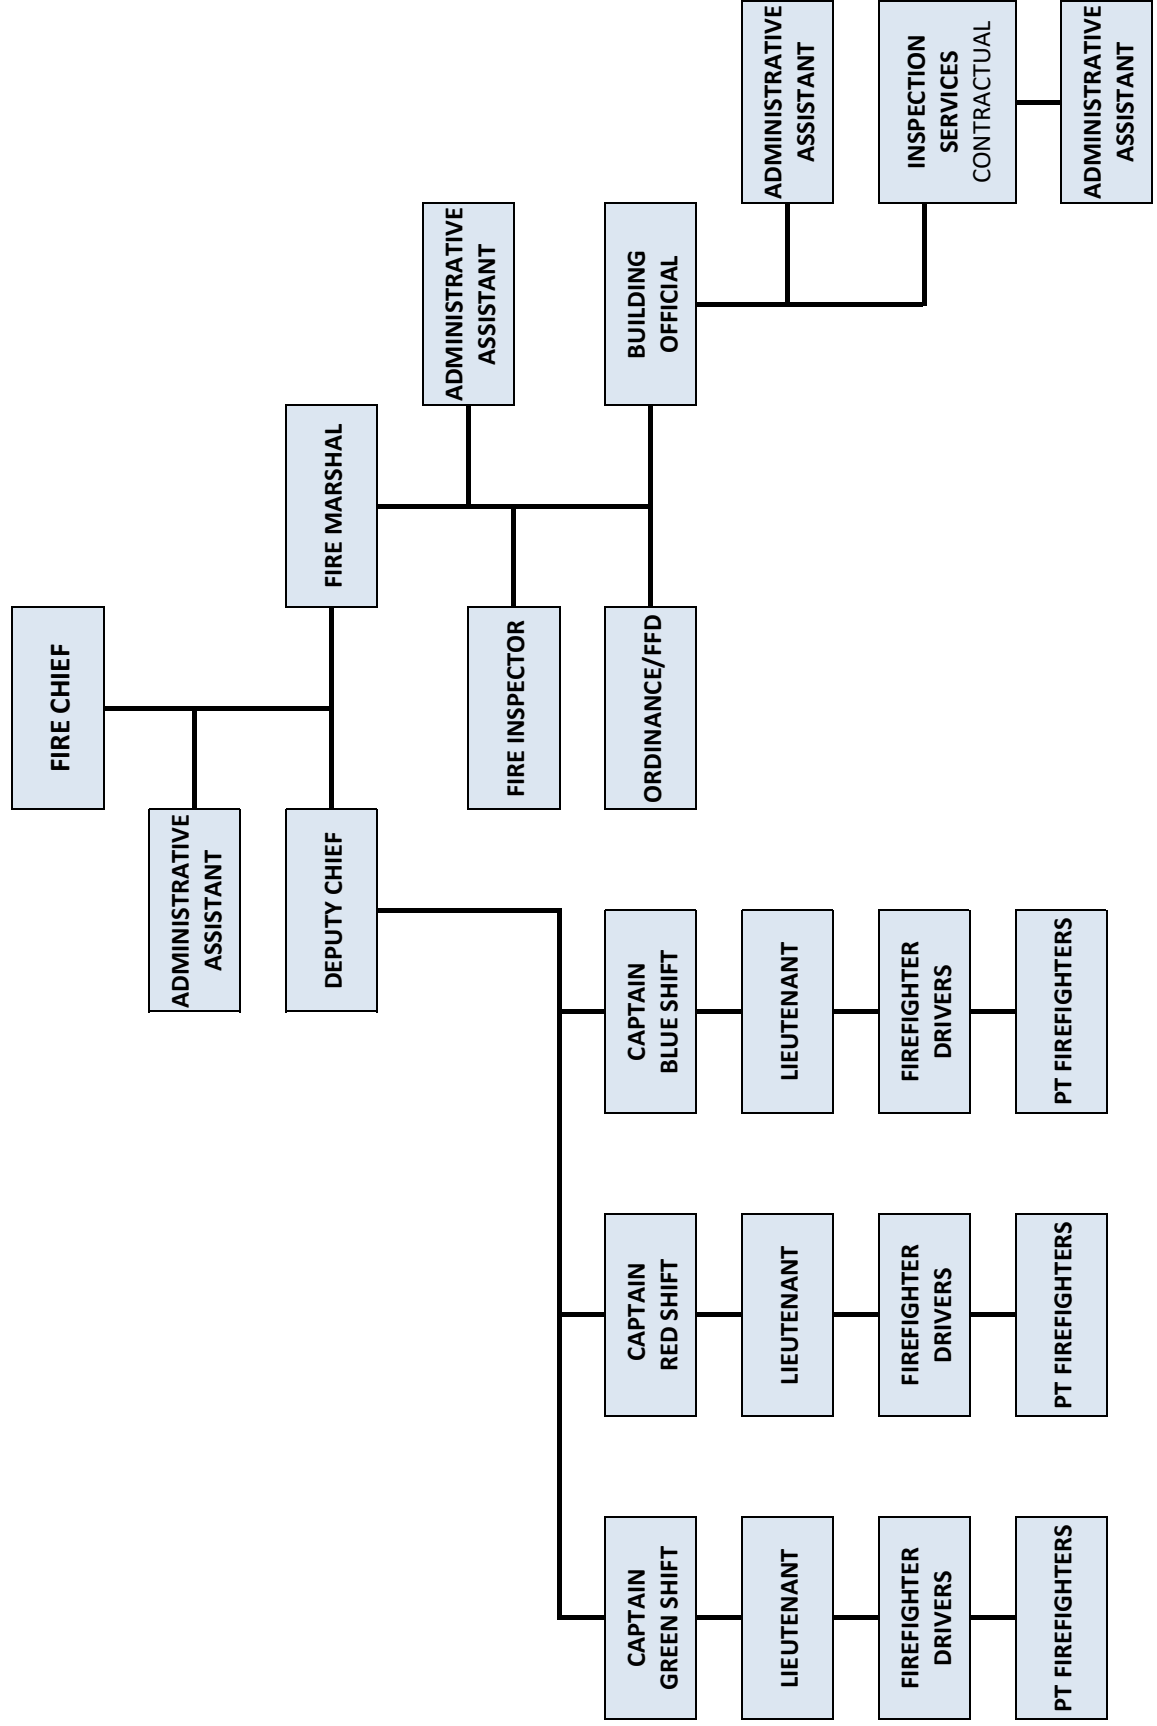 FIRE CHIEF
ADMINISTRATIVE
ASSISTANT
DEPUTY CHIEF
FIRE MARSHAL
ADMINISTRATIVE
ASSISTANT
FIRE INSPECTOR
ORDINANCE/FFD
BUILDING
OFFICIAL
ADMINISTRATIVE
ASSISTANT
INSPECTION
SERVICES
CONTRACTUAL
ADMINISTRATIVE
ASSISTANT
CAPTAIN
GREEN SHIFT
CAPTAIN
RED SHIFT
CAPTAIN
BLUE SHIFT
LIEUTENANT
LIEUTENANT
LIEUTENANT
FIREFIGHTER
DRIVERS
FIREFIGHTER
DRIVERS
FIREFIGHTER
DRIVERS
PT FIREFIGHTERS
PT FIREFIGHTERS
PT FIREFIGHTERS